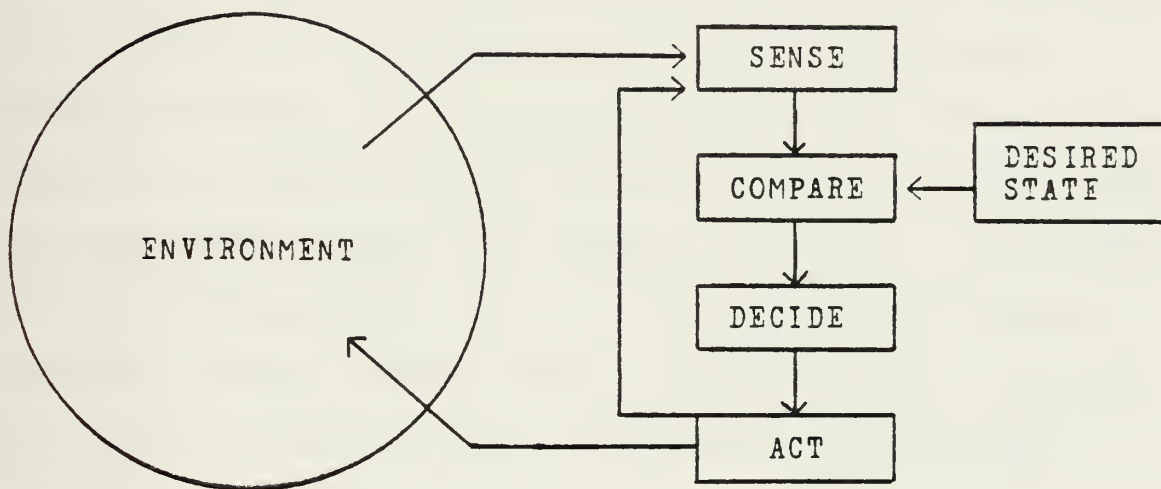 SENSE
DESIRED
STATE
COMPARE
ENVIRONMENT
DECIDE
ACT